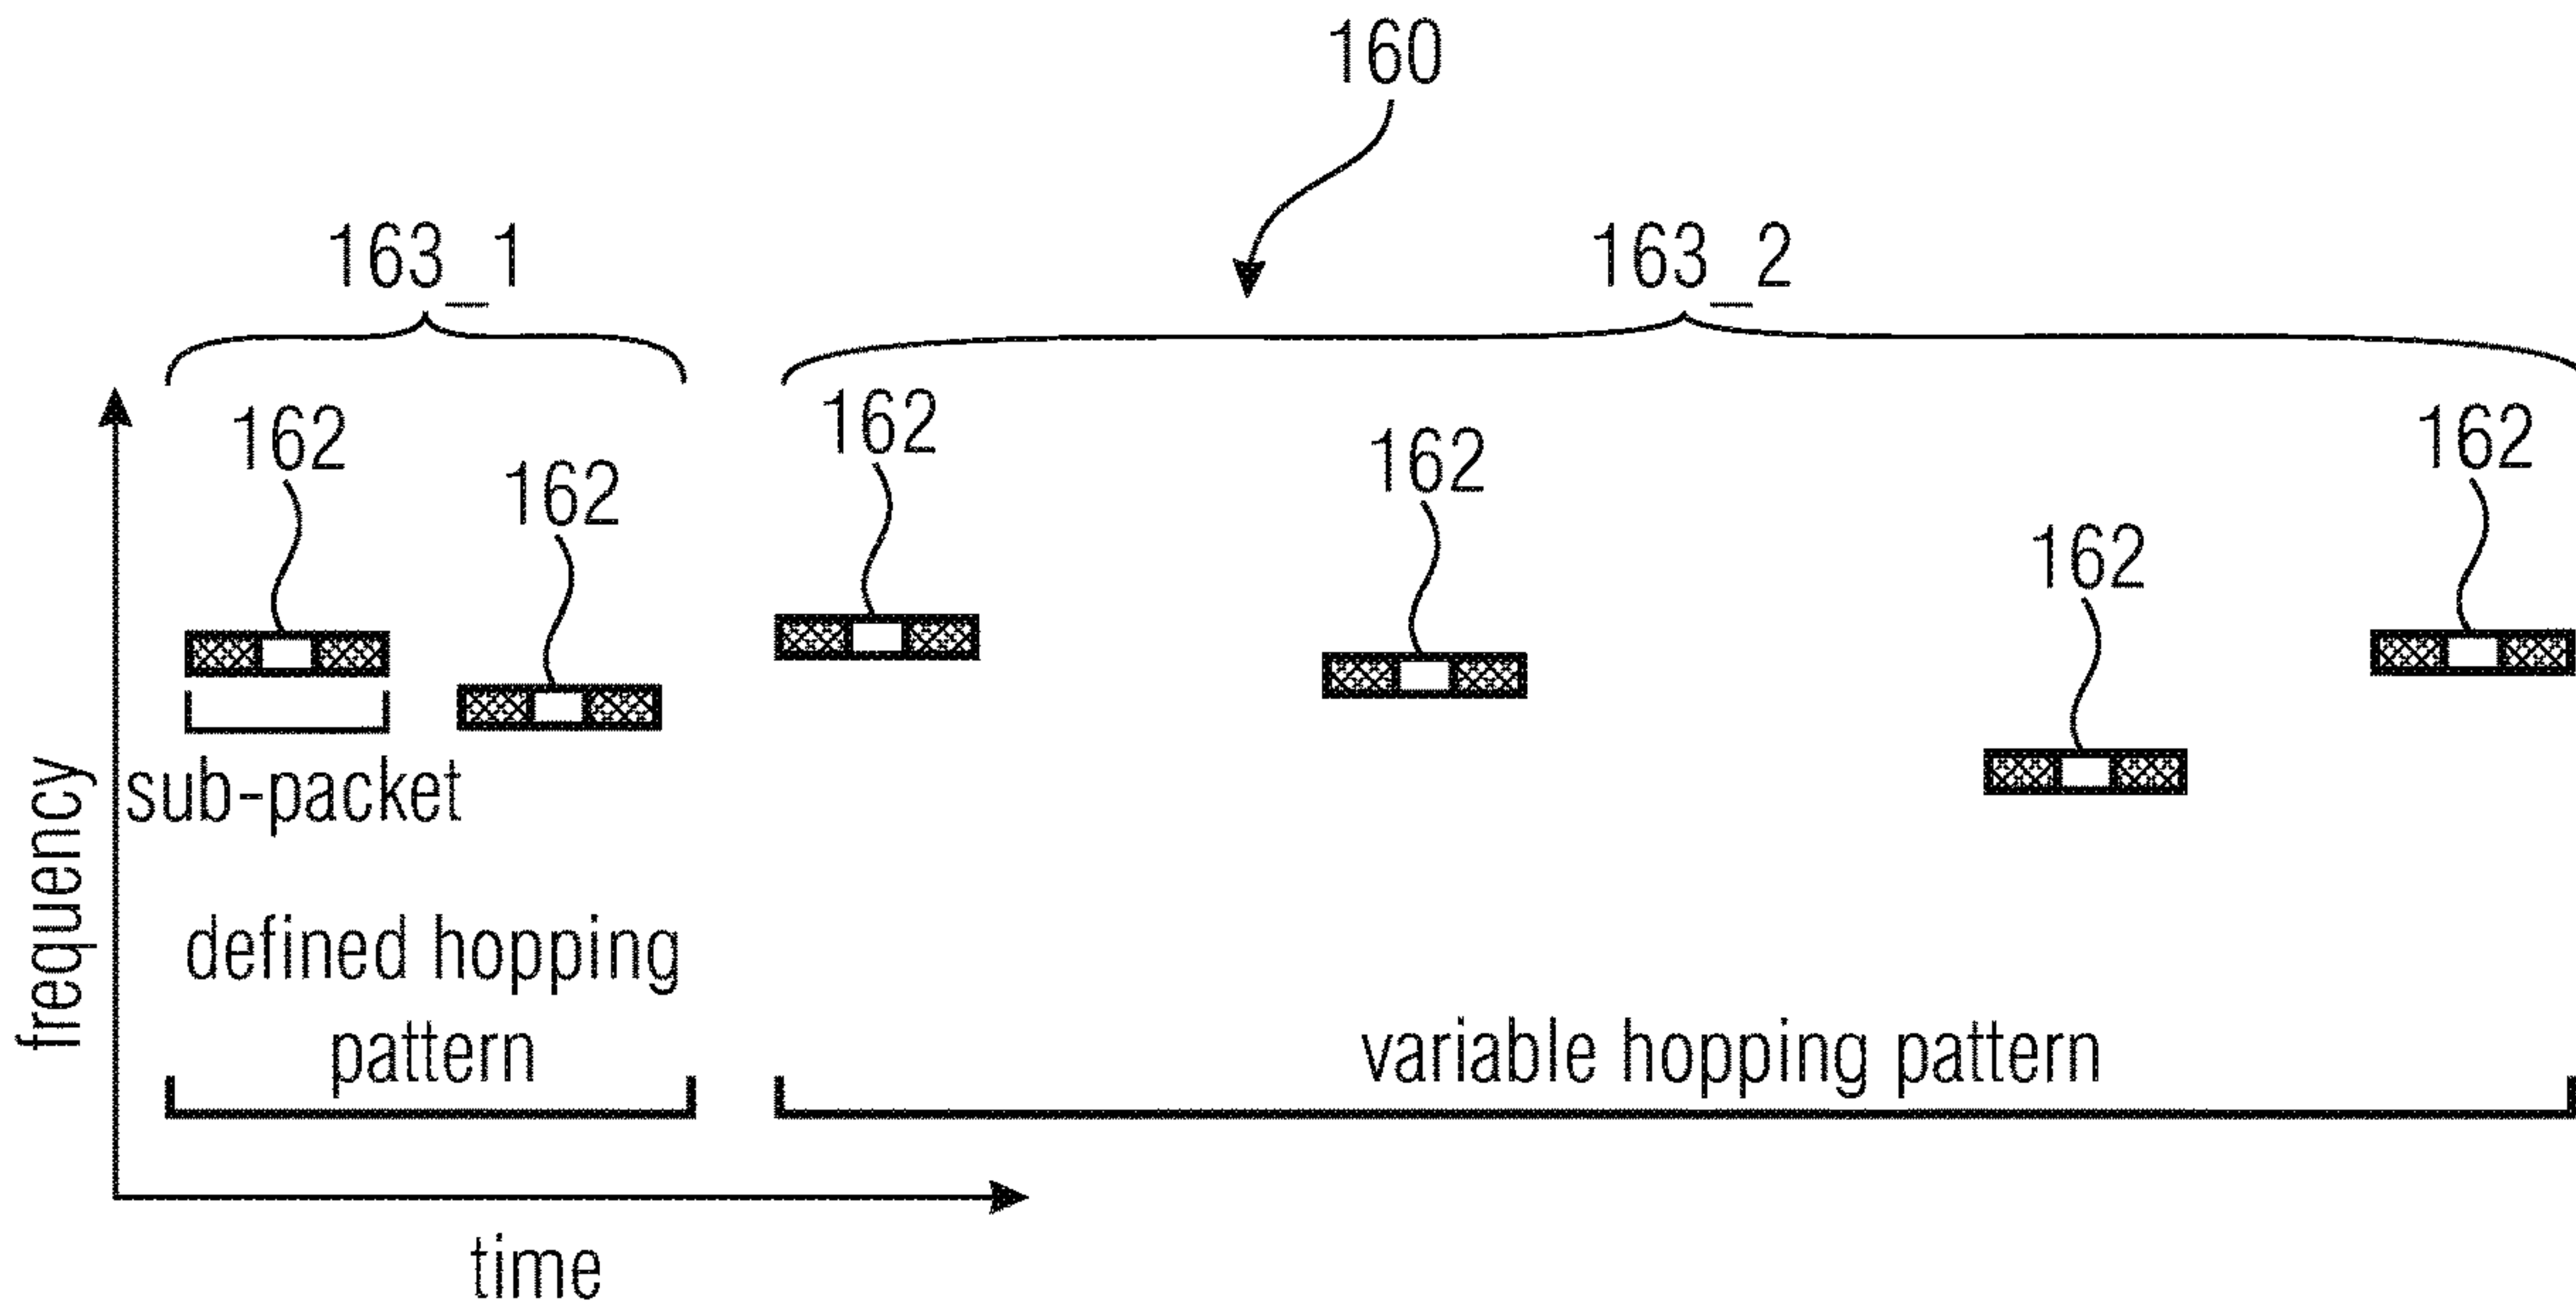 160
163_1
163_2
162
162
162
162
162
162
sub-packet
frequency
defined hopping
pattern
variable hopping pattern
time